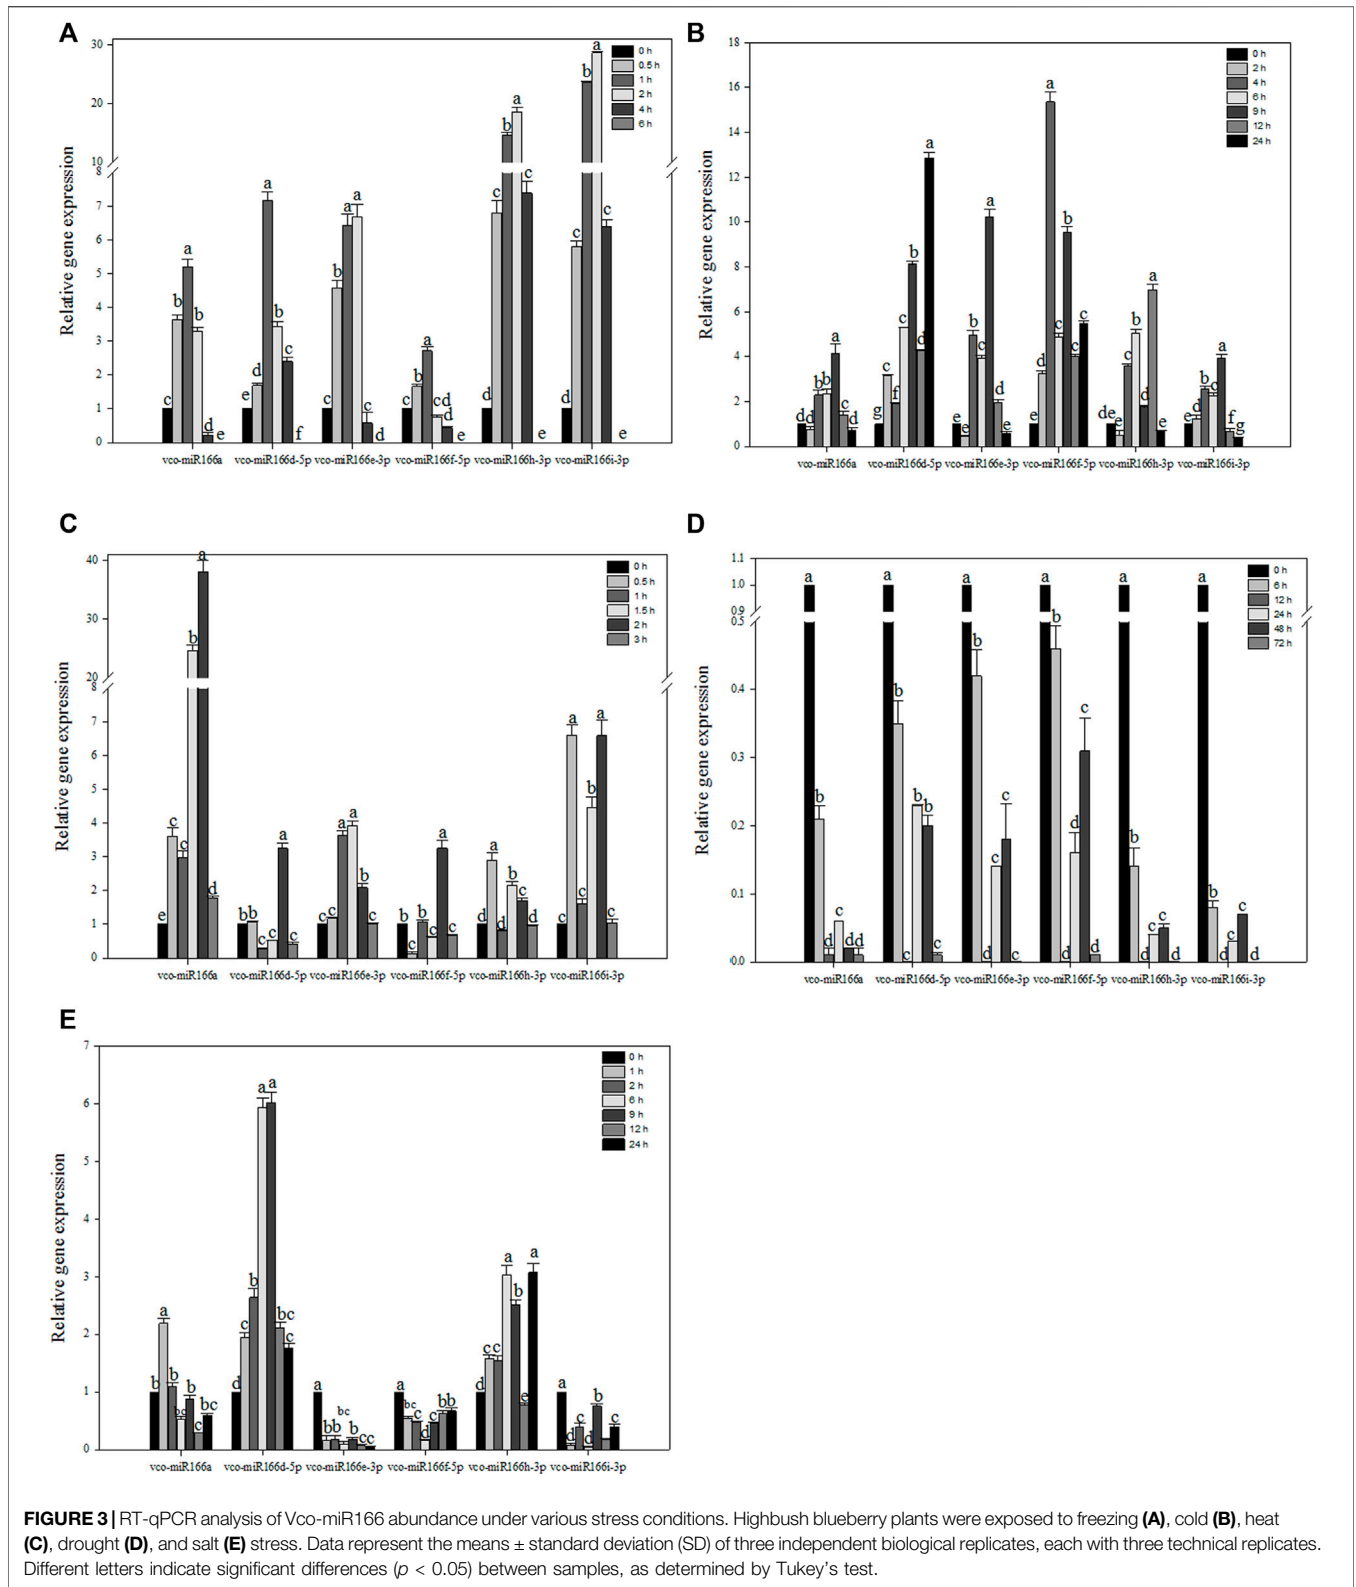 A
Relative gene expression
30
20
10
8
7
6
5
4
3
2
1
0
0 h
0.5 h
1 h
2 h
4 h
6 h
c b a b d e
e d a b c f
c b a a c d
c b a cd d e
d c b a c e
d c b a c e
vco-miR166a vco-miR166d-5p vco-miR166e-3p vco-miR166f-5p vco-miR166h-3p vco-miR166i-3p
B
Relative gene expression
18
16
14
12
10
8
6
4
2
0
0 h
2 h
4 h
6 h
9 h
12 h
24 h
d d b b a c d
g c f c b d a
e e b c a d e
e d a c b c c
de e c b d a d
e d b c a f g
vco-miR166a vco-miR166d-5p vco-miR166e-3p vco-miR166f-5p vco-miR166h-3p vco-miR166i-3p
C
Relative gene expression
40
30
20
8
7
6
5
4
3
2
1
0
0 h
0.5 h
1 h
1.5 h
2 h
3 h
e c c b a d
b b c c a c
c c a a b c
b c b c a c
d a d b c d
c a c b a c
vco-miR166a vco-miR166d-5p vco-miR166e-3p vco-miR166f-5p vco-miR166h-3p vco-miR166i-3p
D
Relative gene expression
1.1
1.0
0.9
0.5
0.4
0.3
0.2
0.1
0.0
0 h
6 h
12 h
24 h
48 h
72 h
a b d c d d
a b c b b d
a b d c c c
a b d d c d
a b d c c d
a b d c c d
vco-miR166a vco-miR166d-5p vco-miR166e-3p vco-miR166f-5p vco-miR166h-3p vco-miR166i-3p
E
Relative gene expression
7
6
5
4
3
2
1
0
0 h
1 h
2 h
6 h
9 h
12 h
24 h
b a b bc b c bc
d c b a a bc c
a b b bc b c c
a bc c d c b b
d c c a b e a
a d c d b c
vco-miR166a vco-miR166d-5p vco-miR166e-3p vco-miR166f-5p vco-miR166h-3p vco-miR166i-3p
FIGURE 3 | RT-qPCR analysis of Vco-miR166 abundance under various stress conditions. Highbush blueberry plants were exposed to freezing (A), cold (B), heat
(C), drought (D), and salt (E) stress. Data represent the means ± standard deviation (SD) of three independent biological replicates, each with three technical replicates.
Different letters indicate significant differences (p < 0.05) between samples, as determined by Tukey's test.